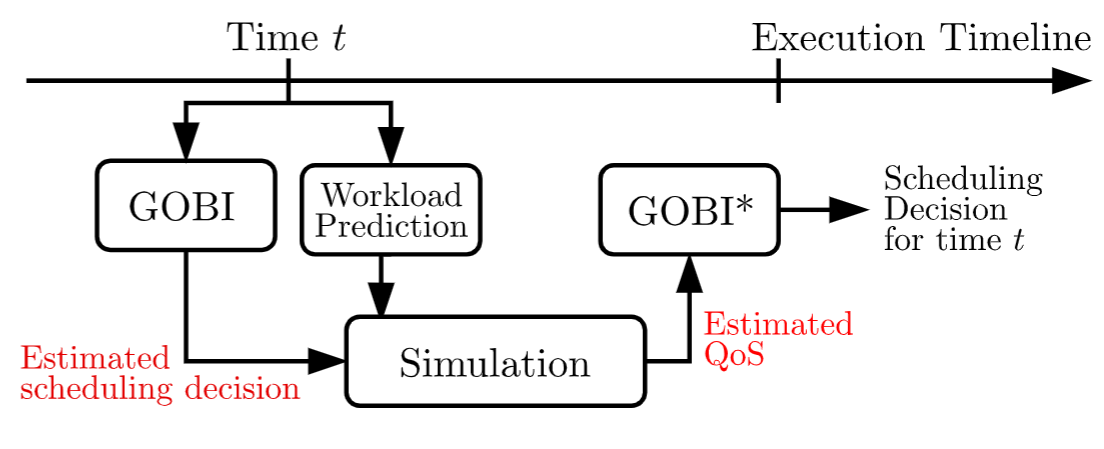 Time t
Execution Timeline
GOBI
Workload
Prediction
GOBI*
Scheduling
Decision
for time t
Estimated
scheduling decision
Simulation
Estimated
QoS